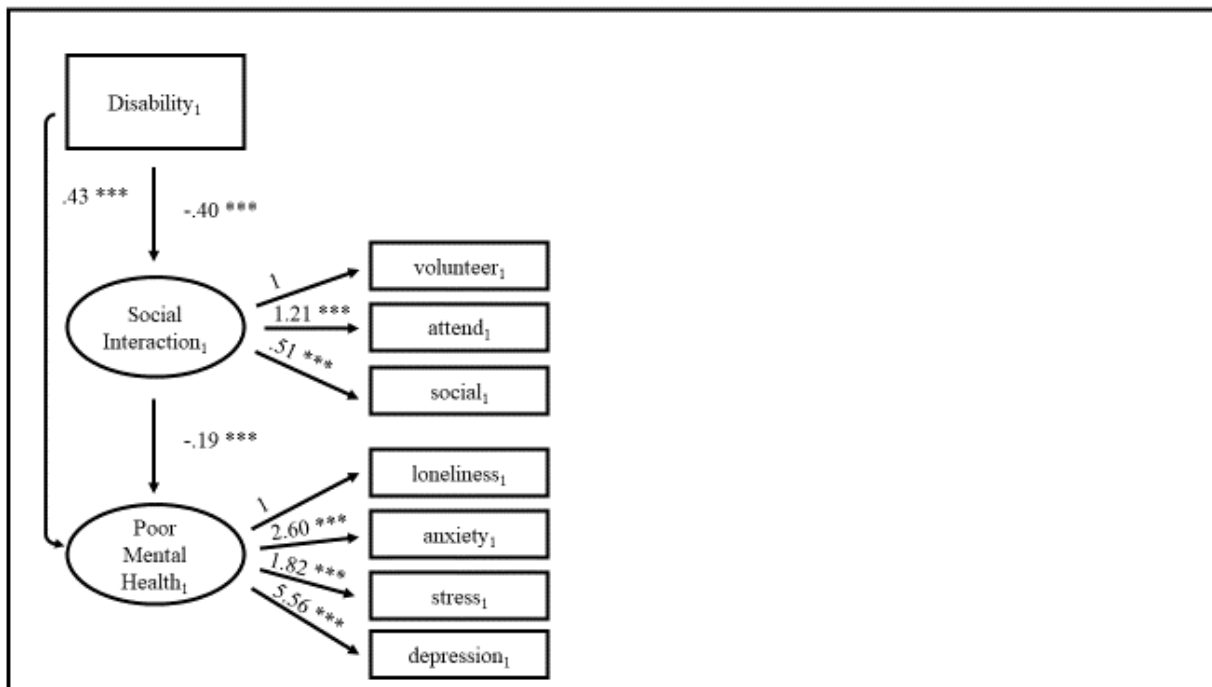 Disability₁
.43 ***
-.40 ***
Social
Interaction₁
1
volunteer₁
1.21 ***
attend₁
.51 ***
social₁
-.19 ***
Poor
Mental
Health₁
1
loneliness₁
2.60 ***
anxiety₁
1.82 ***
stress₁
5.56 ***
depression₁